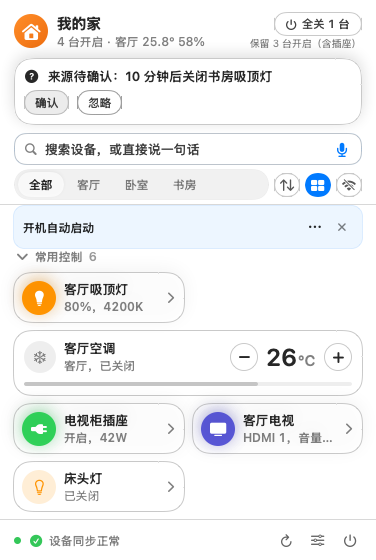 我的家
4 台开启 · 客厅 25.8° 58%
全关 1 台
保留 3 台开启（含插座）
? 来源待确认：10 分钟后关闭书房吸顶灯
确认 忽略
搜索设备，或直接说一句话
全部 客厅 卧室 书房
开机自动启动
常用控制 6
客厅吸顶灯
80%，4200K
客厅空调
客厅，已关闭
26°C
电视柜插座
开启，42W
客厅电视
HDMI 1，音量...
床头灯
已关闭
设备同步正常